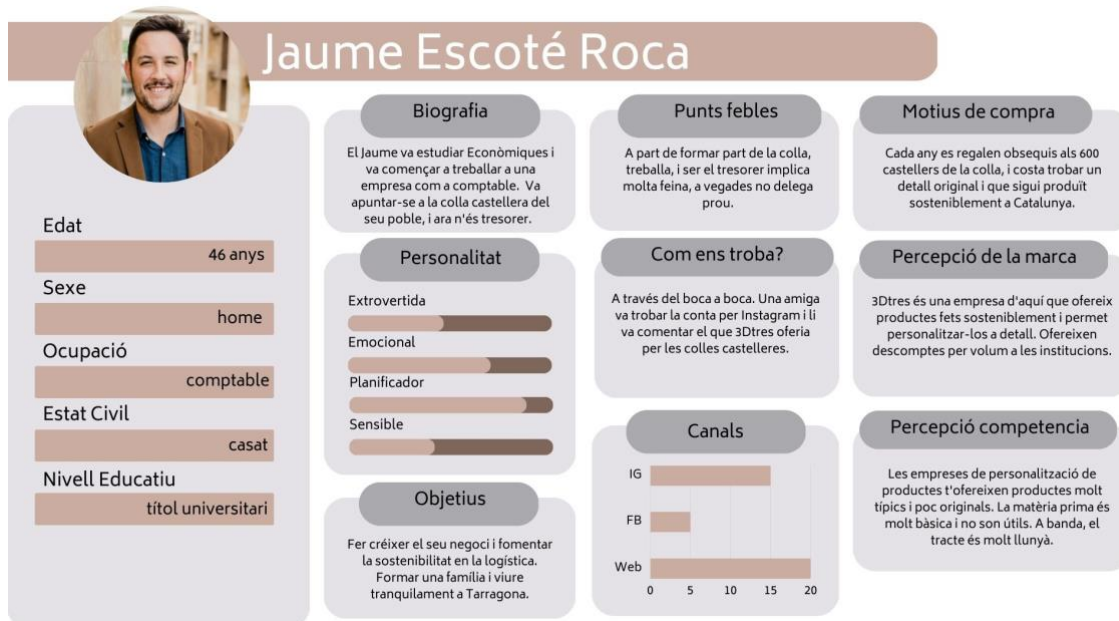 Jaume Escoté Roca
Edat
46 anys
Sexe
home
Ocupació
comptable
Estat Civil
casat
Nivell Educatiu
títol universitari
Biografia
El Jaume va estudiar Econòmiques i
va començar a treballar a una
empresa com a comptable. Va
apuntar-se a la colla castellera del
seu poble, i ara n'és tresorer.
Personalitat
Extrovertida
Emocional
Planificador
Sensible
Objetius
Fer créixer el seu negoci i fomentar
la sostenibilitat en la logística.
Formar una família i viure
tranquilament a Tarragona.
Punts febles
A part de formar part de la colla,
treballa, i ser el tresorer implica
molta feina, a vegades no delega
prou.
Com ens troba?
A través del boca a boca. Una amiga
va trobar la conta per Instagram i li
va comentar el que 3Dtres oferia
per les colles castelleres.
Canals
IG
FB
Web
0 5 10 15 20
Motius de compra
Cada any es regalen obsequis als 600
castellers de la colla, i costa trobar un
detall original i que sigui produït
sosteniblement a Catalunya.
Percepció de la marca
3Dtres és una empresa d'aquí que ofereix
productes fets sosteniblement i permet
personalitzar-los a detall. Ofereixen
descomptes per volum a les institucions.
Percepció competencia
Les empreses de personalització de
productes t'ofereixen productes molt
típics i poc originals. La matèria prima és
molt bàsica i no son útils. A banda, el
tracte és molt llunyà.